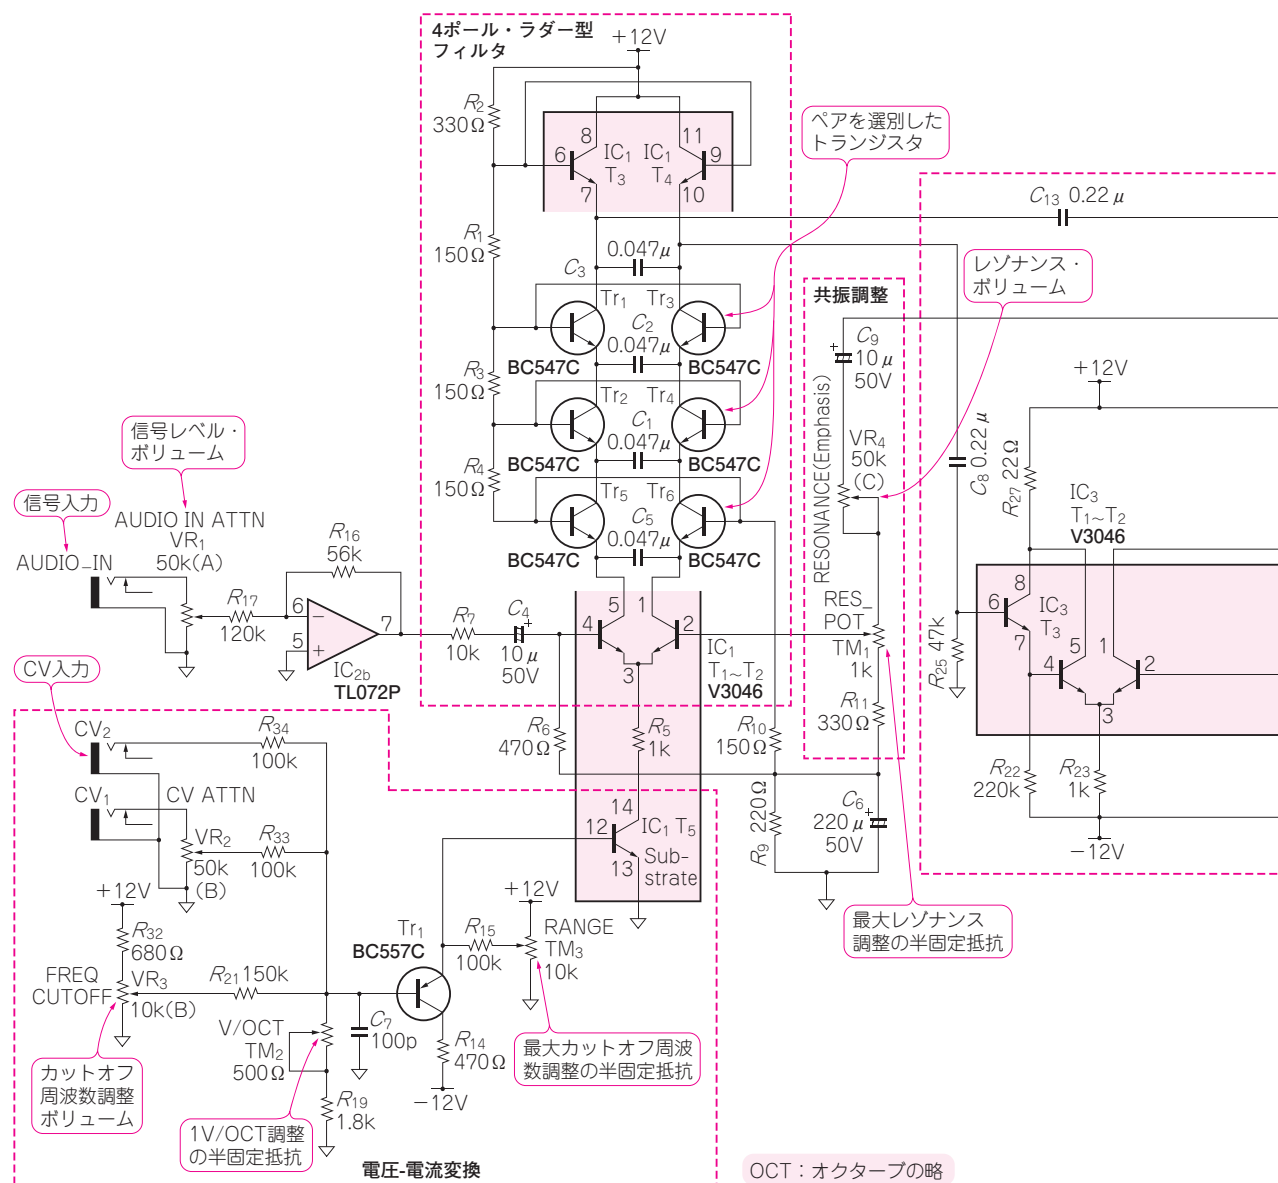 4ポール・ラダー型
フィルタ
+12V
R2
330Ω
8
11
6
IC1
T3
IC1
T4
9
7
10
ペアを選別した
トランジスタ
C13 0.22μ
R1
150Ω
0.047μ
C3
レゾナンス・
ボリューム
共振調整
Tr1
Tr3
C2
0.047μ
BC547C
BC547C
C9
10μ
50V
+12V
R3
150Ω
Tr2
Tr4
C1
0.047μ
BC547C
BC547C
RESONANCE(Emphasis)
VR4
50k
(C)
C8 0.22μ
R27 22Ω
信号レベル・
ボリューム
R4
150Ω
Tr5
Tr6
C5
0.047μ
BC547C
BC547C
IC3
T1~T2
V3046
信号入力
AUDIO IN ATTN
VR1
50k(A)
AUDIO_IN
R16
56k
R17
120k
6
5
7
IC2b
TL072P
R7
10k
C4
10μ
50V
5
1
4
2
3
IC1
T1~T2
V3046
RES_
POT
TM1
1k
8
6
IC3
T3
7
5
1
4
2
3
R25 47k
CV入力
R6
470Ω
R5
1k
R10
150Ω
R11
330Ω
R22
220k
R23
1k
-12V
CV2
R34
100k
CV1
CV ATTN
VR2
50k
(B)
R33
100k
14
12
IC1 T5
13
Sub-
strate
R9 220Ω
C6
220μ
50V
+12V
R32
680Ω
FREQ
CUTOFF
VR3
10k(B)
R21 150k
Tr1
BC557C
R15
100k
+12V
RANGE
TM3
10k
最大レゾナンス
調整の半固定抵抗
V/OCT
TM2
500Ω
C7
100p
R14
470Ω
-12V
最大カットオフ周波
数調整の半固定抵抗
カットオフ
周波数調整
ボリューム
R19
1.8k
1V/OCT調整
の半固定抵抗
電圧-電流変換
OCT：オクターブの略